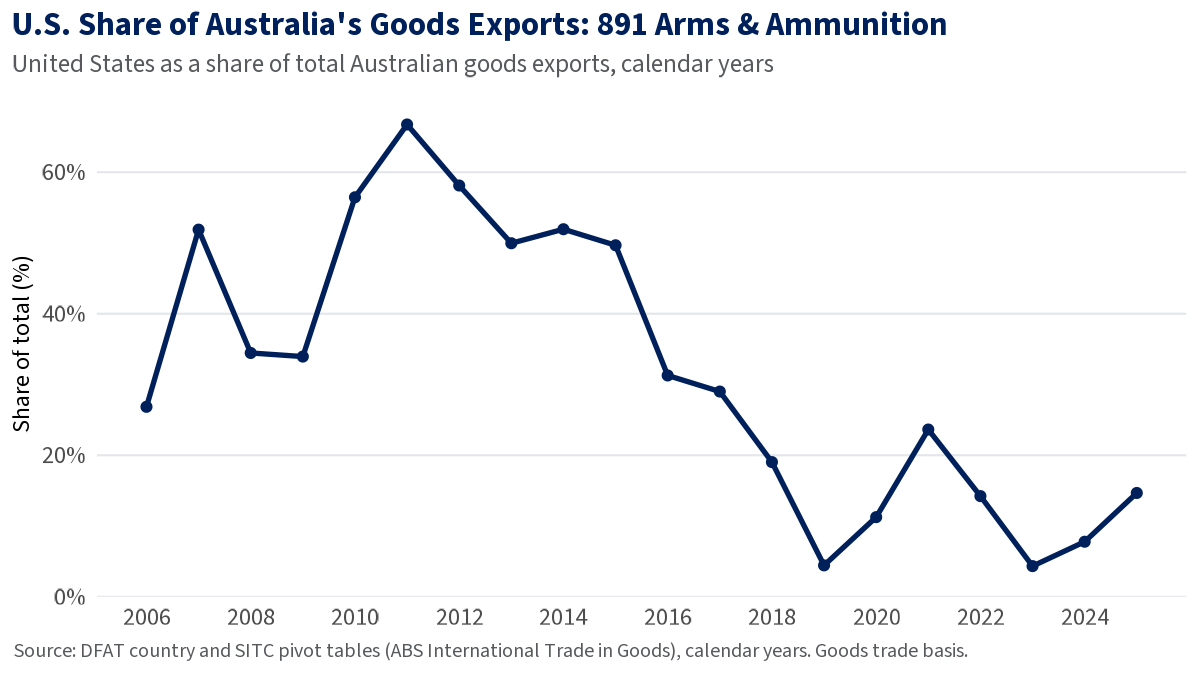 U.S. Share of Australia's Goods Exports: 891 Arms & Ammunition
United States as a share of total Australian goods exports, calendar years
Share of total (%)
60%
40%
20%
0%
2006 2008 2010 2012 2014 2016 2018 2020 2022 2024
Source: DFAT country and SITC pivot tables (ABS International Trade in Goods), calendar years. Goods trade basis.